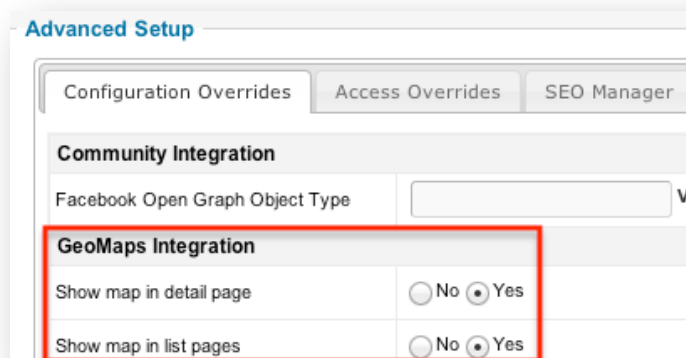 Advanced Setup
Configuration Overrides Access Overrides SEO Manager
Community Integration
Facebook Open Graph Object Type
GeoMaps Integration
Show map in detail page No Yes
Show map in list pages No Yes